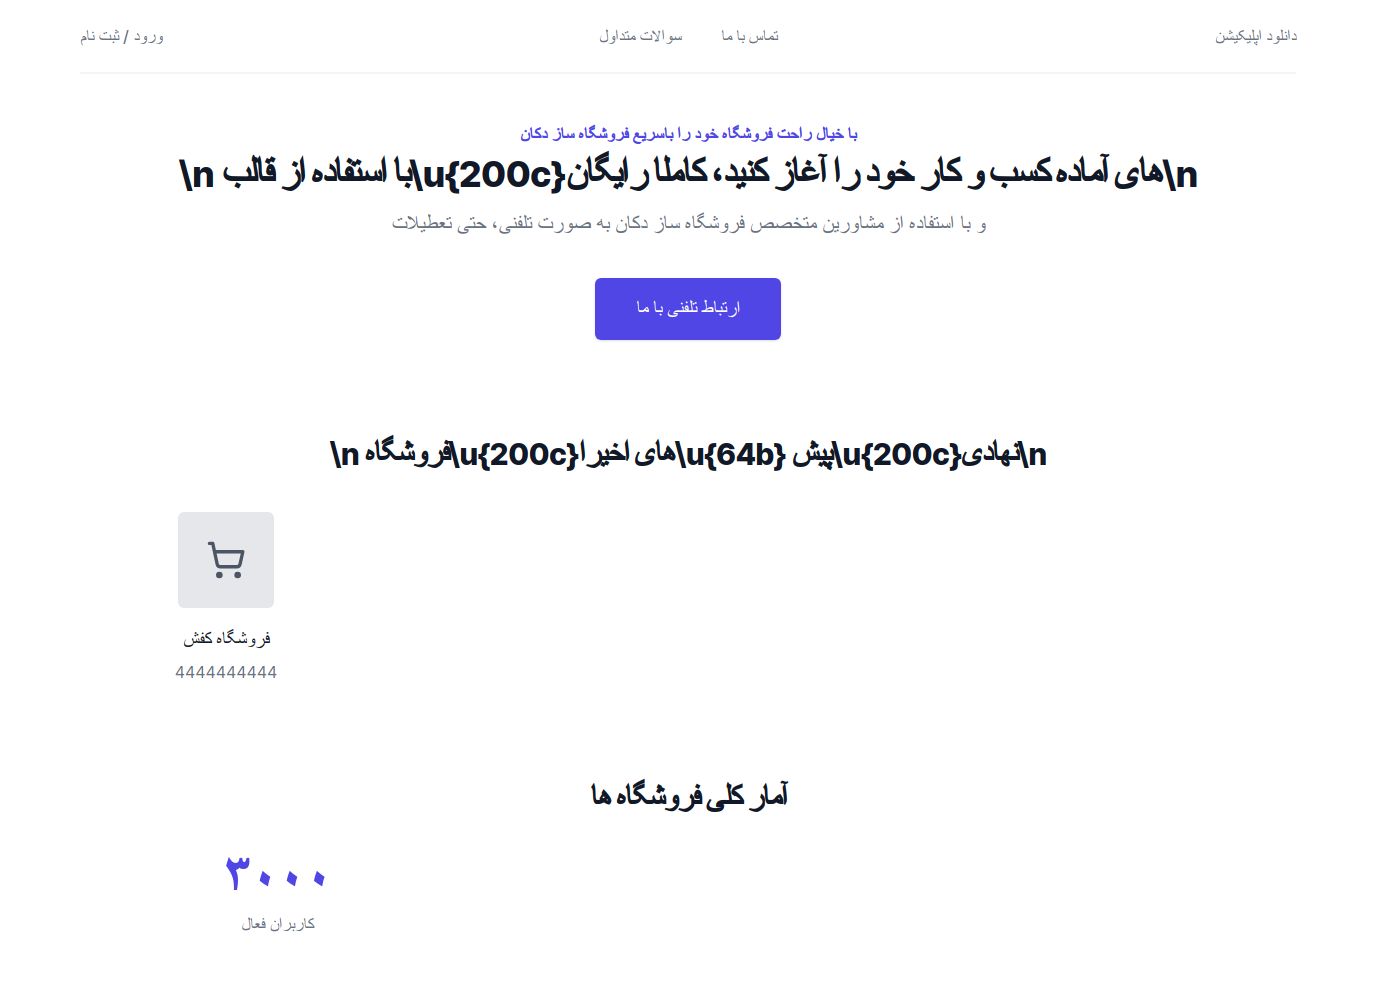 دانلود اپلیکیشن
تماس با ما
سوالات متداول
ورود / ثبت نام
با خیال راحت فروشگاه خود را باسریع فروشگاه ساز دکان
\n با استفاده از قالب\u{200c}های آماده کسب و کار خود را آغاز کنید، کاملا رایگان\n
و با استفاده از مشاورین متخصص فروشگاه ساز دکان به صورت تلفنی، حتی تعطیلات
ارتباط تلفنی با ما
\n فروشگاه\u{200c}های اخیرا\u{64b} پیش\u{200c}نهادی\n
فروشگاه کفش
4444444444
آمار کلی فروشگاه ها
۳۰۰۰
کاربران فعال